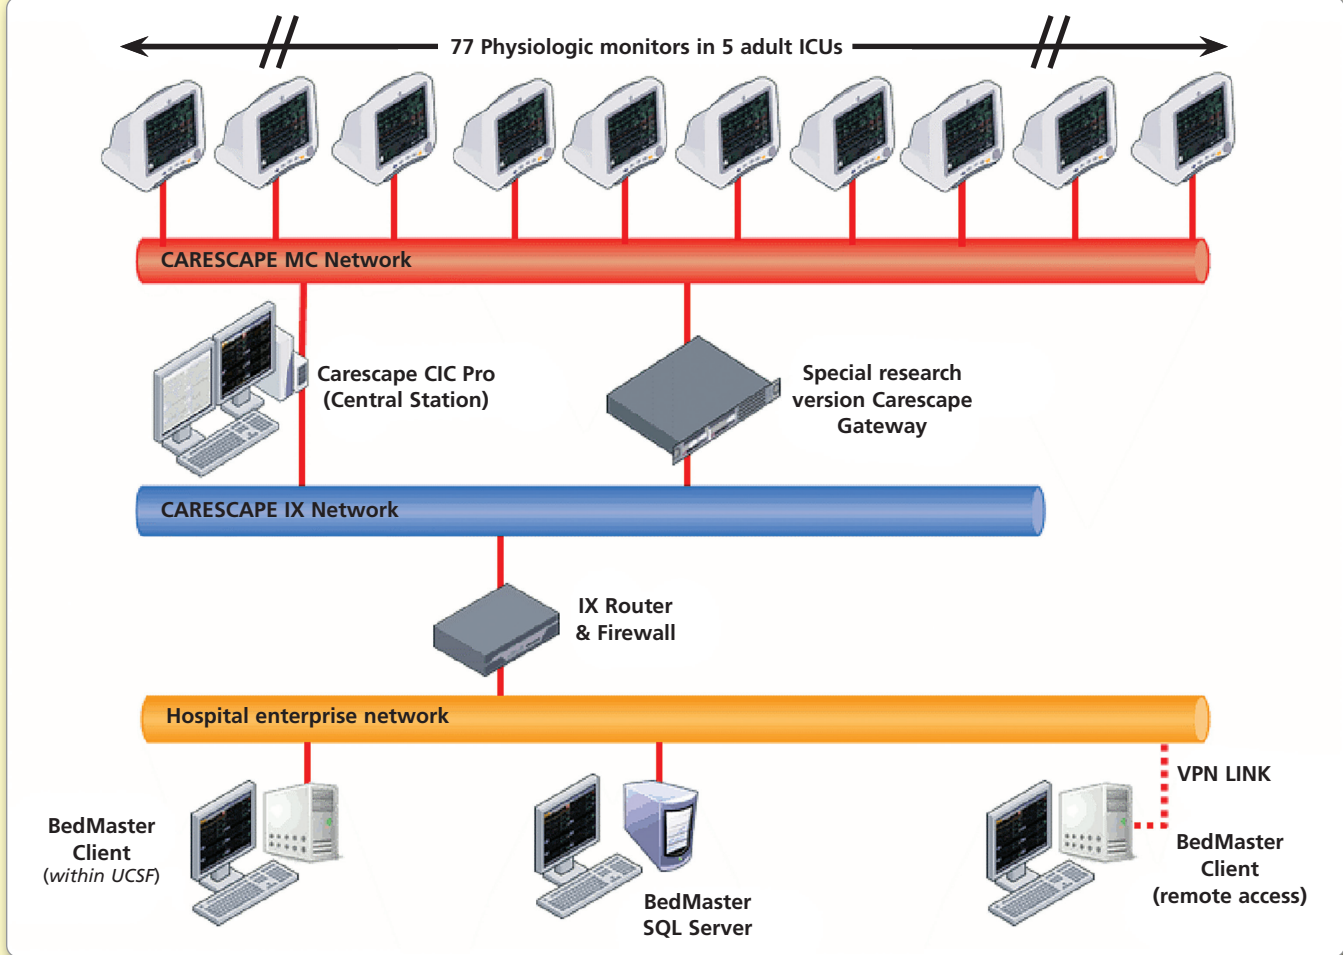 77 Physiologic monitors in 5 adult ICUs
CARESCAPE MC Network
Carescape CIC Pro
(Central Station)
Special research
version Carescape
Gateway
CARESCAPE IX Network
IX Router
& Firewall
Hospital enterprise network
VPN LINK
BedMaster
Client
(within UCSF)
BedMaster
SQL Server
BedMaster
Client
(remote access)